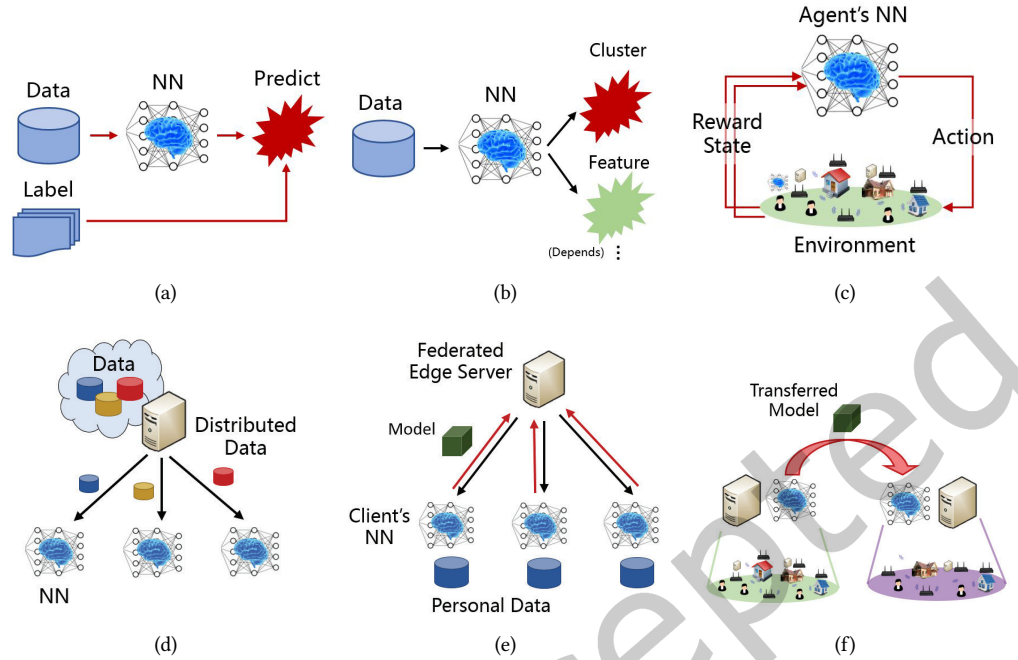 Data
NN
Predict
Label
(a)
Data
NN
Cluster
Feature
(Depends) ⋮
(b)
Agent's NN
Reward
State
Action
Environment
(c)
Data
Distributed
Data
NN
(d)
Federated
Edge Server
Model
Client's
NN
Personal Data
(e)
Transferred
Model
(f)
epted